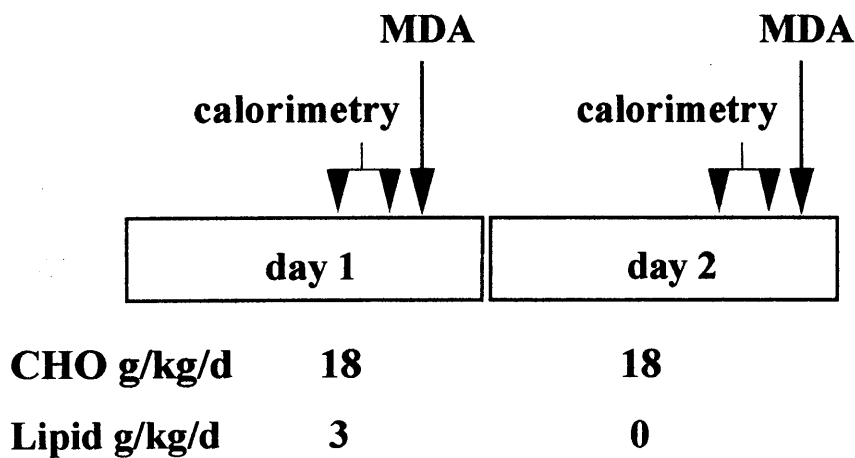 MDA MDA
calorimetry calorimetry
day 1 day 2
CHO g/kg/d 18 18
Lipid g/kg/d 3 0